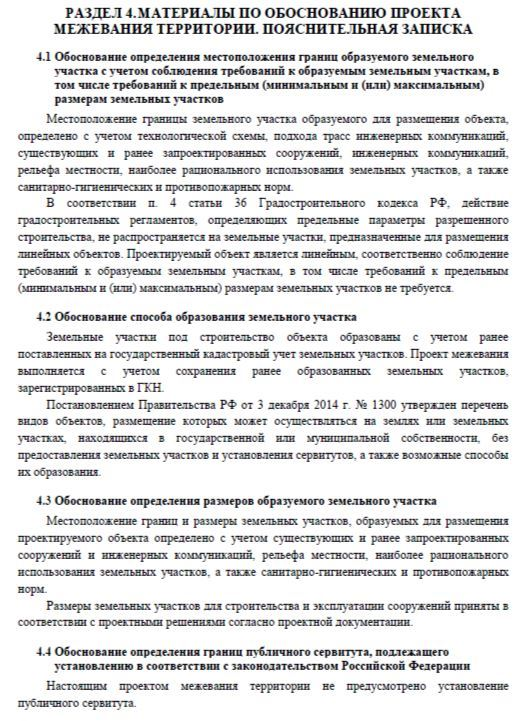 РАЗДЕЛ 4.МАТЕРИАЛЫ ПО ОБОСНОВАНИЮ ПРОЕКТА
МЕЖЕВАНИЯ ТЕРРИТОРИИ. ПОЯСНИТЕЛЬНАЯ ЗАПИСКА
4.1 Обоснование определения местоположения границ образуемого земельного
участка с учетом соблюдения требований к образуемым земельным участкам, в
том числе требований к предельным (минимальным и (или) максимальным)
размерам земельных участков
Местоположение границы земельного участка образуемого для размещения объекта,
определено с учетом технологической схемы, подхода трасс инженерных коммуникаций,
существующих и ранее запроектированных сооружений, инженерных коммуникаций,
рельефа местности, наиболее рационального использования земельных участков, а также
санитарно-гигиенических и противопожарных норм.
В соответствии п. 4 статьи 36 Градостроительного кодекса РФ, действие
градостроительных регламентов, определяющих предельные параметры разрешенного
строительства, не распространяется на земельные участки, предназначенные для размещения
линейных объектов. Проектируемый объект является линейным, соответственно соблюдение
требований к образуемым земельным участкам, в том числе требований к предельным
(минимальным и (или) максимальным) размерам земельных участков не требуется.
4.2 Обоснование способа образования земельного участка
Земельные участки под строительство объекта образованы с учетом ранее
поставленных на государственный кадастровый учет земельных участков. Проект межевания
выполняется с учетом сохранения ранее образованных земельных участков,
зарегистрированных в ГКН.
Постановлением Правительства РФ от 3 декабря 2014 г. № 1300 утвержден перечень
видов объектов, размещение которых может осуществляться на землях или земельных
участках, находящихся в государственной или муниципальной собственности, без
предоставления земельных участков и установления сервитутов, а также возможные способы
их образования.
4.3 Обоснование определения размеров образуемого земельного участка
Местоположение границ и размеры земельных участков, образуемых для размещения
проектируемого объекта определено с учетом существующих и ранее запроектированных
сооружений и инженерных коммуникаций, рельефа местности, наиболее рационального
использования земельных участков, а также санитарно-гигиенических и противопожарных
норм.
Размеры земельных участков для строительства и эксплуатации сооружений приняты в
соответствии с проектными решениями согласно проектной документации.
4.4 Обоснование определения границ публичного сервитута, подлежащего
установлению в соответствии с законодательством Российской Федерации
Настоящим проектом межевания территории не предусмотрено установление
публичного сервитута.